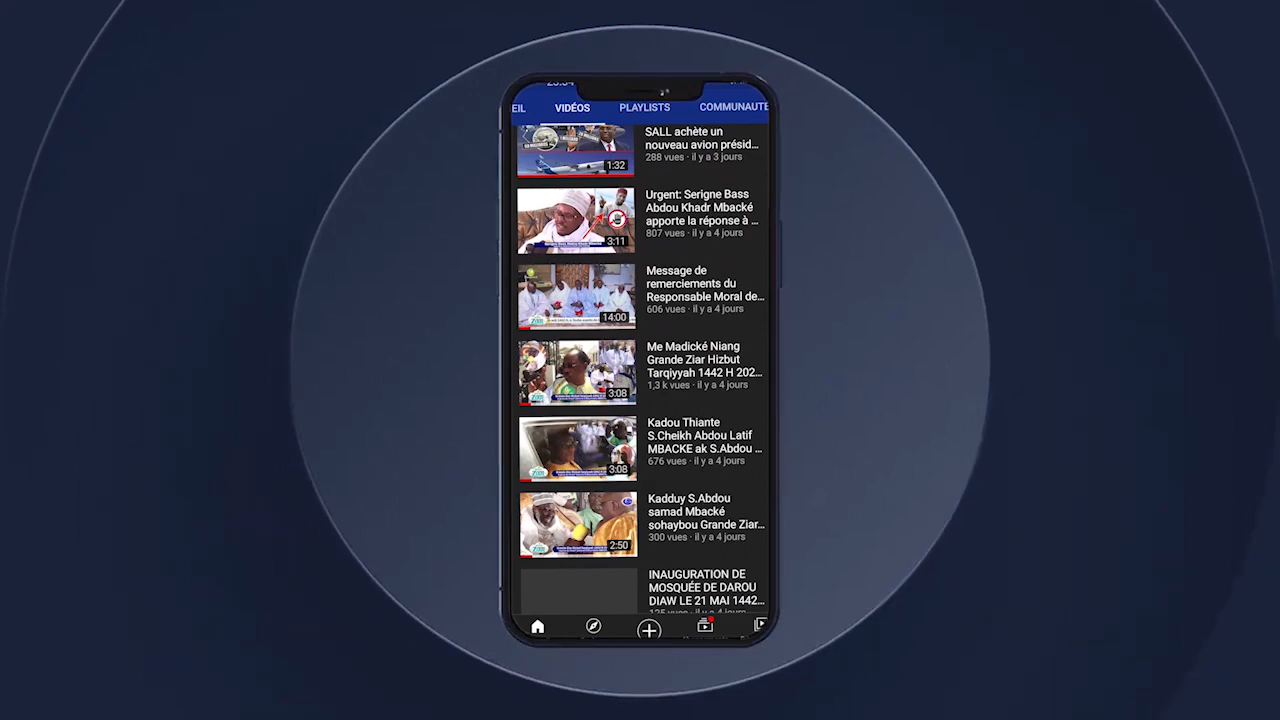 EIL VIDÉOS PLAYLISTS COMMUNAUTÉ
SALL achète un
nouveau avion présid...
288 vues · il y a 3 jours
1:32
Urgent: Serigne Bass
Abdou Khadr Mbacké
apporte la réponse à ...
807 vues · il y a 4 jours
3:11
Message de
remerciements du
Responsable Moral de...
606 vues · il y a 4 jours
14:00
Me Madické Niang
Grande Ziar Hizbut
Tarqiyyah 1442 H 202...
1,3 k vues · il y a 4 jours
3:08
Kadou Thiante
S.Cheikh Abdou Latif
MBACKE ak S.Abdou ...
676 vues · il y a 4 jours
3:08
Kadduy S.Abdou
samad Mbacké
sohaybou Grande Ziar...
300 vues · il y a 4 jours
2:50
INAUGURATION DE
MOSQUÉE DE DAROU
DIAW LE 21 MAI 1442...